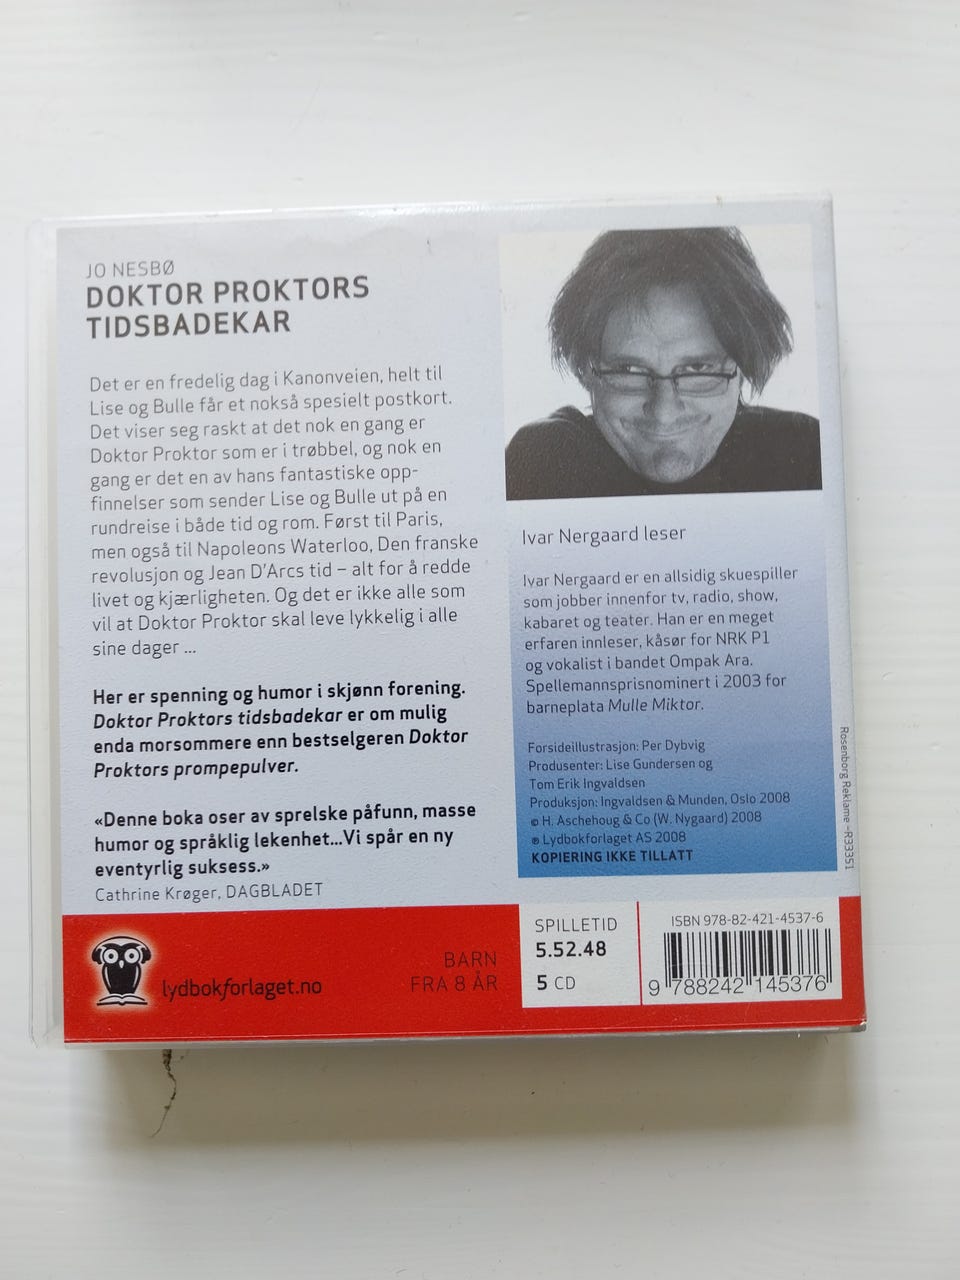 JO NESBØ
DOKTOR PROKTORS
TIDSBADEKAR
Det er en fredelig dag i Kanonveien, helt til
Lise og Bulle får et nokså spesielt postkort.
Det viser seg raskt at det nok en gang er
Doktor Proktor som er i trøbbel, og nok en
gang er det en av hans fantastiske opp-
finnelser som sender Lise og Bulle ut på en
rundreise i både tid og rom. Først til Paris,
men også til Napoleons Waterloo, Den franske
revolusjon og Jean D'Arcs tid – alt for å redde
livet og kjærligheten. Og det er ikke alle som
vil at Doktor Proktor skal leve lykkelig i alle
sine dager ...
Her er spenning og humor i skjønn forening.
Doktor Proktors tidsbadekar er om mulig
enda morsommere enn bestselgeren Doktor
Proktors prompepulver.
«Denne boka oser av sprelske påfunn, masse
humor og språklig lekenhet...Vi spår en ny
eventyrlig suksess.»
Cathrine Krøger, DAGBLADET
Ivar Nergaard leser
Ivar Nergaard er en allsidig skuespiller
som jobber innenfor tv, radio, show,
kabaret og teater. Han er en meget
erfaren innleser, kåsør for NRK P1
og vokalist i bandet Ompak Ara.
Spellemannsprisnominert i 2003 for
barneplata Mulle Miktor.
Forsideillustrasjon: Per Dybvig
Produsenter: Lise Gundersen og
Tom Erik Ingvaldsen
Produksjon: Ingvaldsen & Munden, Oslo 2008
© H. Aschehoug & Co (W. Nygaard) 2008
℗ Lydbokforlaget AS 2008
KOPIERING IKKE TILLATT
Rosenborg Reklame –R33351
lydbokforlaget.no
BARN
FRA 8 ÅR
SPILLETID
5.52.48
5 CD
ISBN 978-82-421-4537-6
9 788242 145376